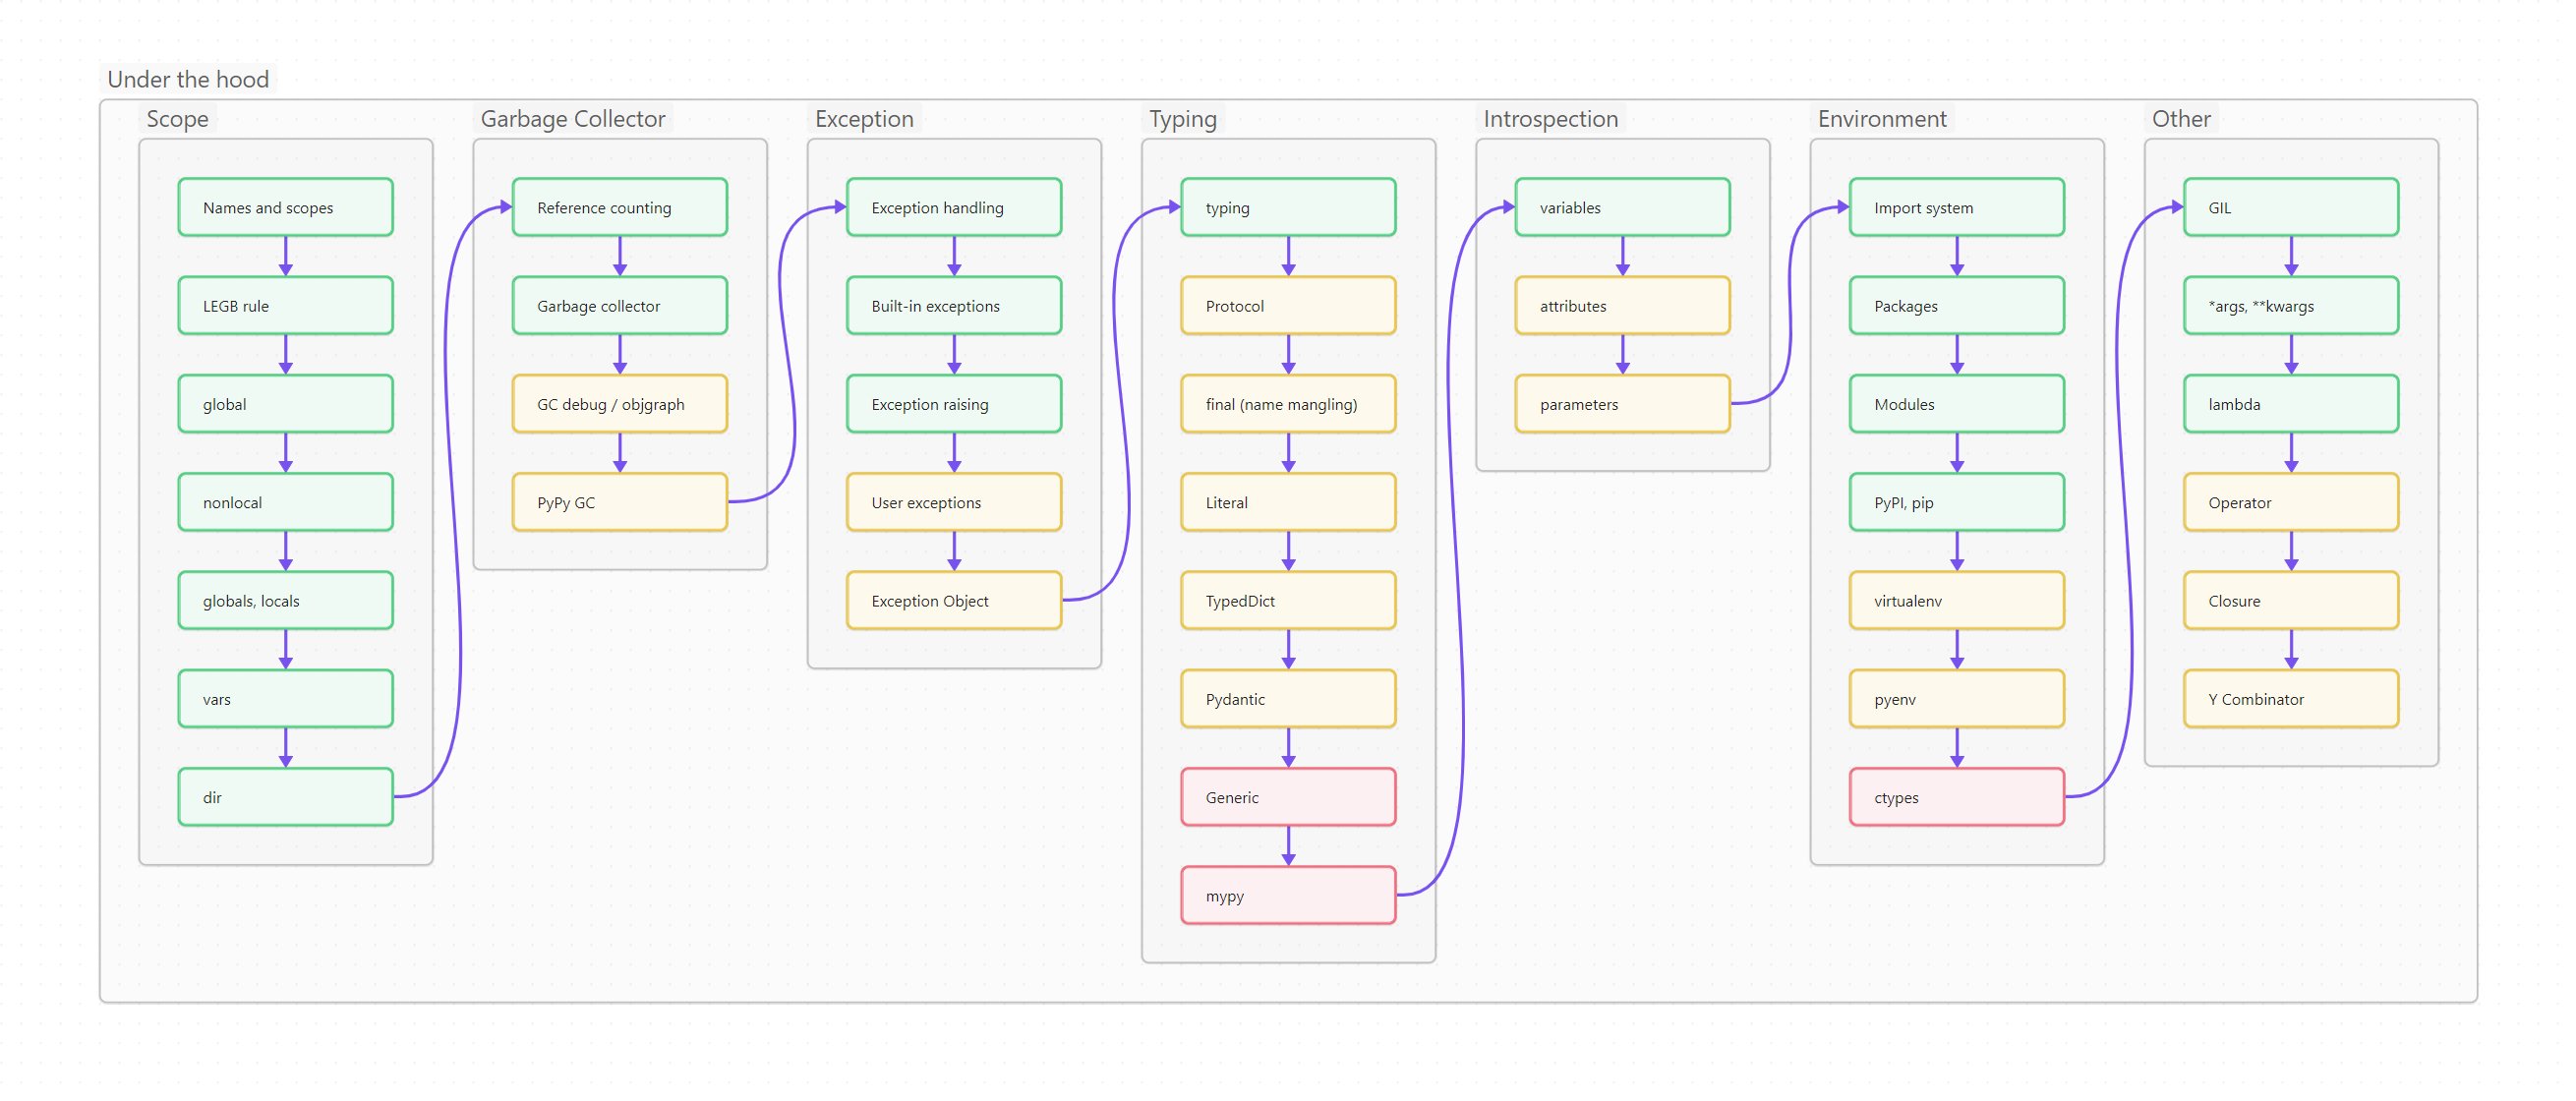 Under the hood
Scope
Names and scopes
LEGB rule
global
nonlocal
globals, locals
vars
dir
Garbage Collector
Reference counting
Garbage collector
GC debug / objgraph
PyPy GC
Exception
Exception handling
Built-in exceptions
Exception raising
User exceptions
Exception Object
Typing
typing
Protocol
final (name mangling)
Literal
TypedDict
Pydantic
Generic
mypy
Introspection
variables
attributes
parameters
Environment
Import system
Packages
Modules
PyPI, pip
virtualenv
pyenv
ctypes
Other
GIL
*args, **kwargs
lambda
Operator
Closure
Y Combinator